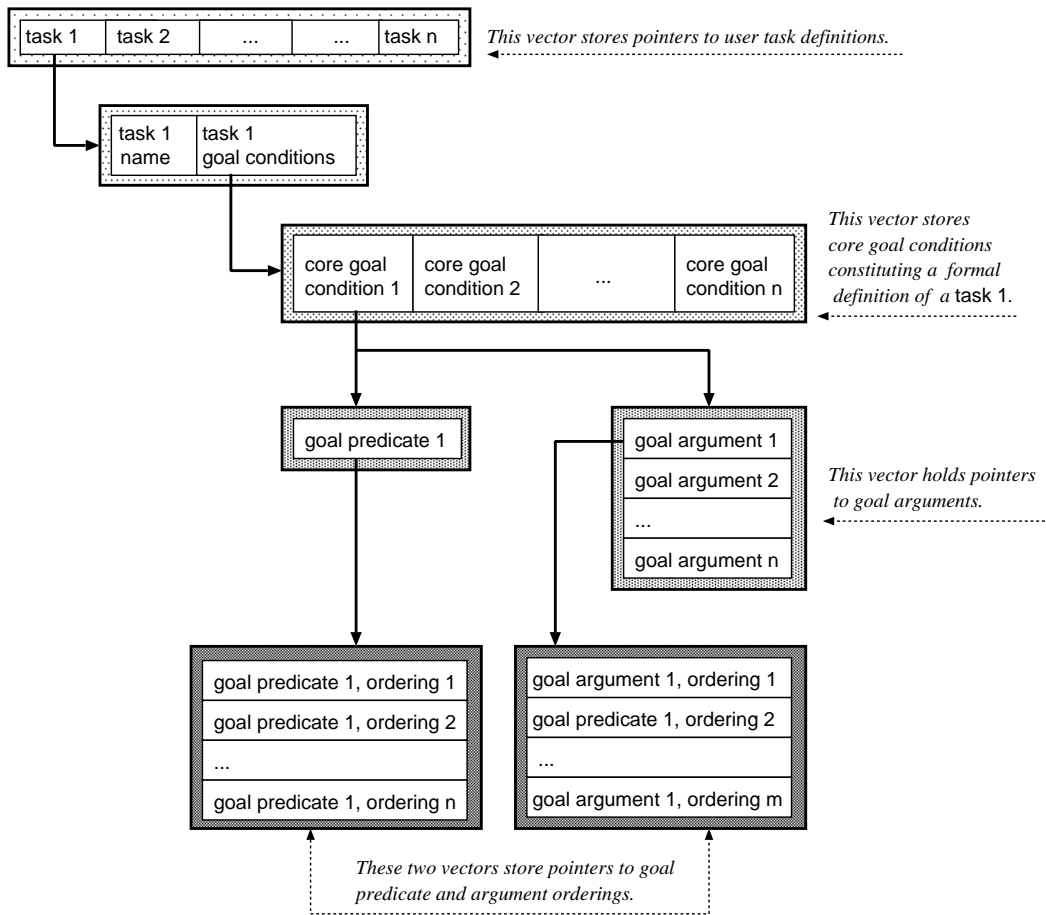 task 1 task 2 ... ... task n
This vector stores pointers to user task definitions.
task 1 task 1
name goal conditions
This vector stores
core goal conditions
constituting a formal
definition of a task 1.
core goal core goal ... core goal
condition 1 condition 2 condition n
goal predicate 1
goal argument 1
goal argument 2
...
goal argument n
This vector holds pointers
to goal arguments.
goal predicate 1, ordering 1
goal predicate 1, ordering 2
...
goal predicate 1, ordering n
goal argument 1, ordering 1
goal predicate 1, ordering 2
...
goal argument 1, ordering m
These two vectors store pointers to goal
predicate and argument orderings.